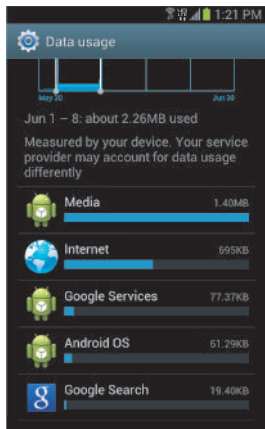 1:21 PM
Data usage
May 30 Jun 30
Jun 1 – 8: about 2.26MB used
Measured by your device. Your service
provider may account for data usage
differently
Media 1.40MB
Internet 695KB
Google Services 77.37KB
Android OS 61.29KB
Google Search 19.40KB